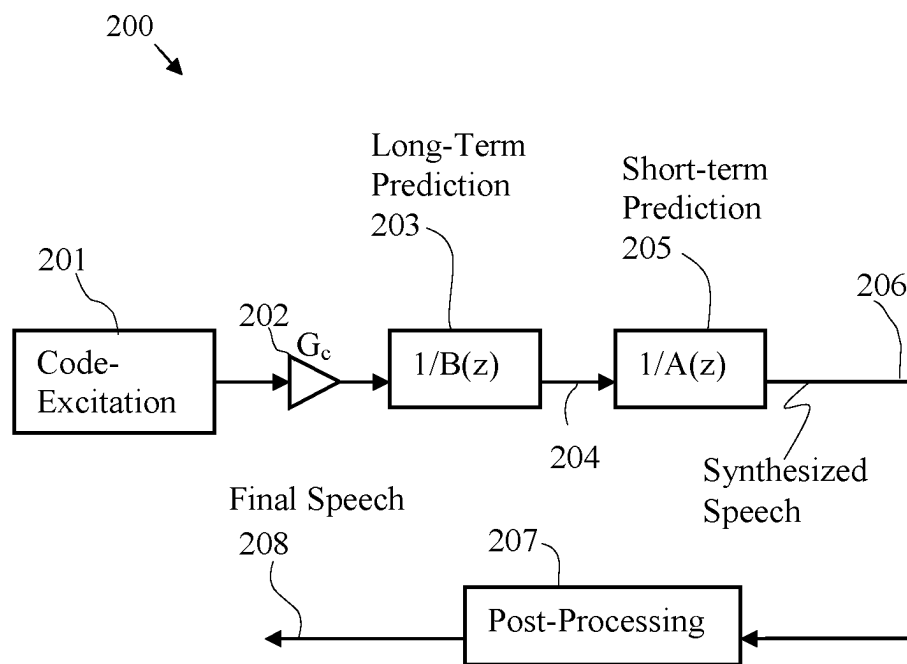 200
Long-Term
Prediction
203
Short-term
Prediction
205
201
202
206
G_c
Code-
Excitation
1/B(z)
1/A(z)
204
Synthesized
Speech
Final Speech
208
207
Post-Processing